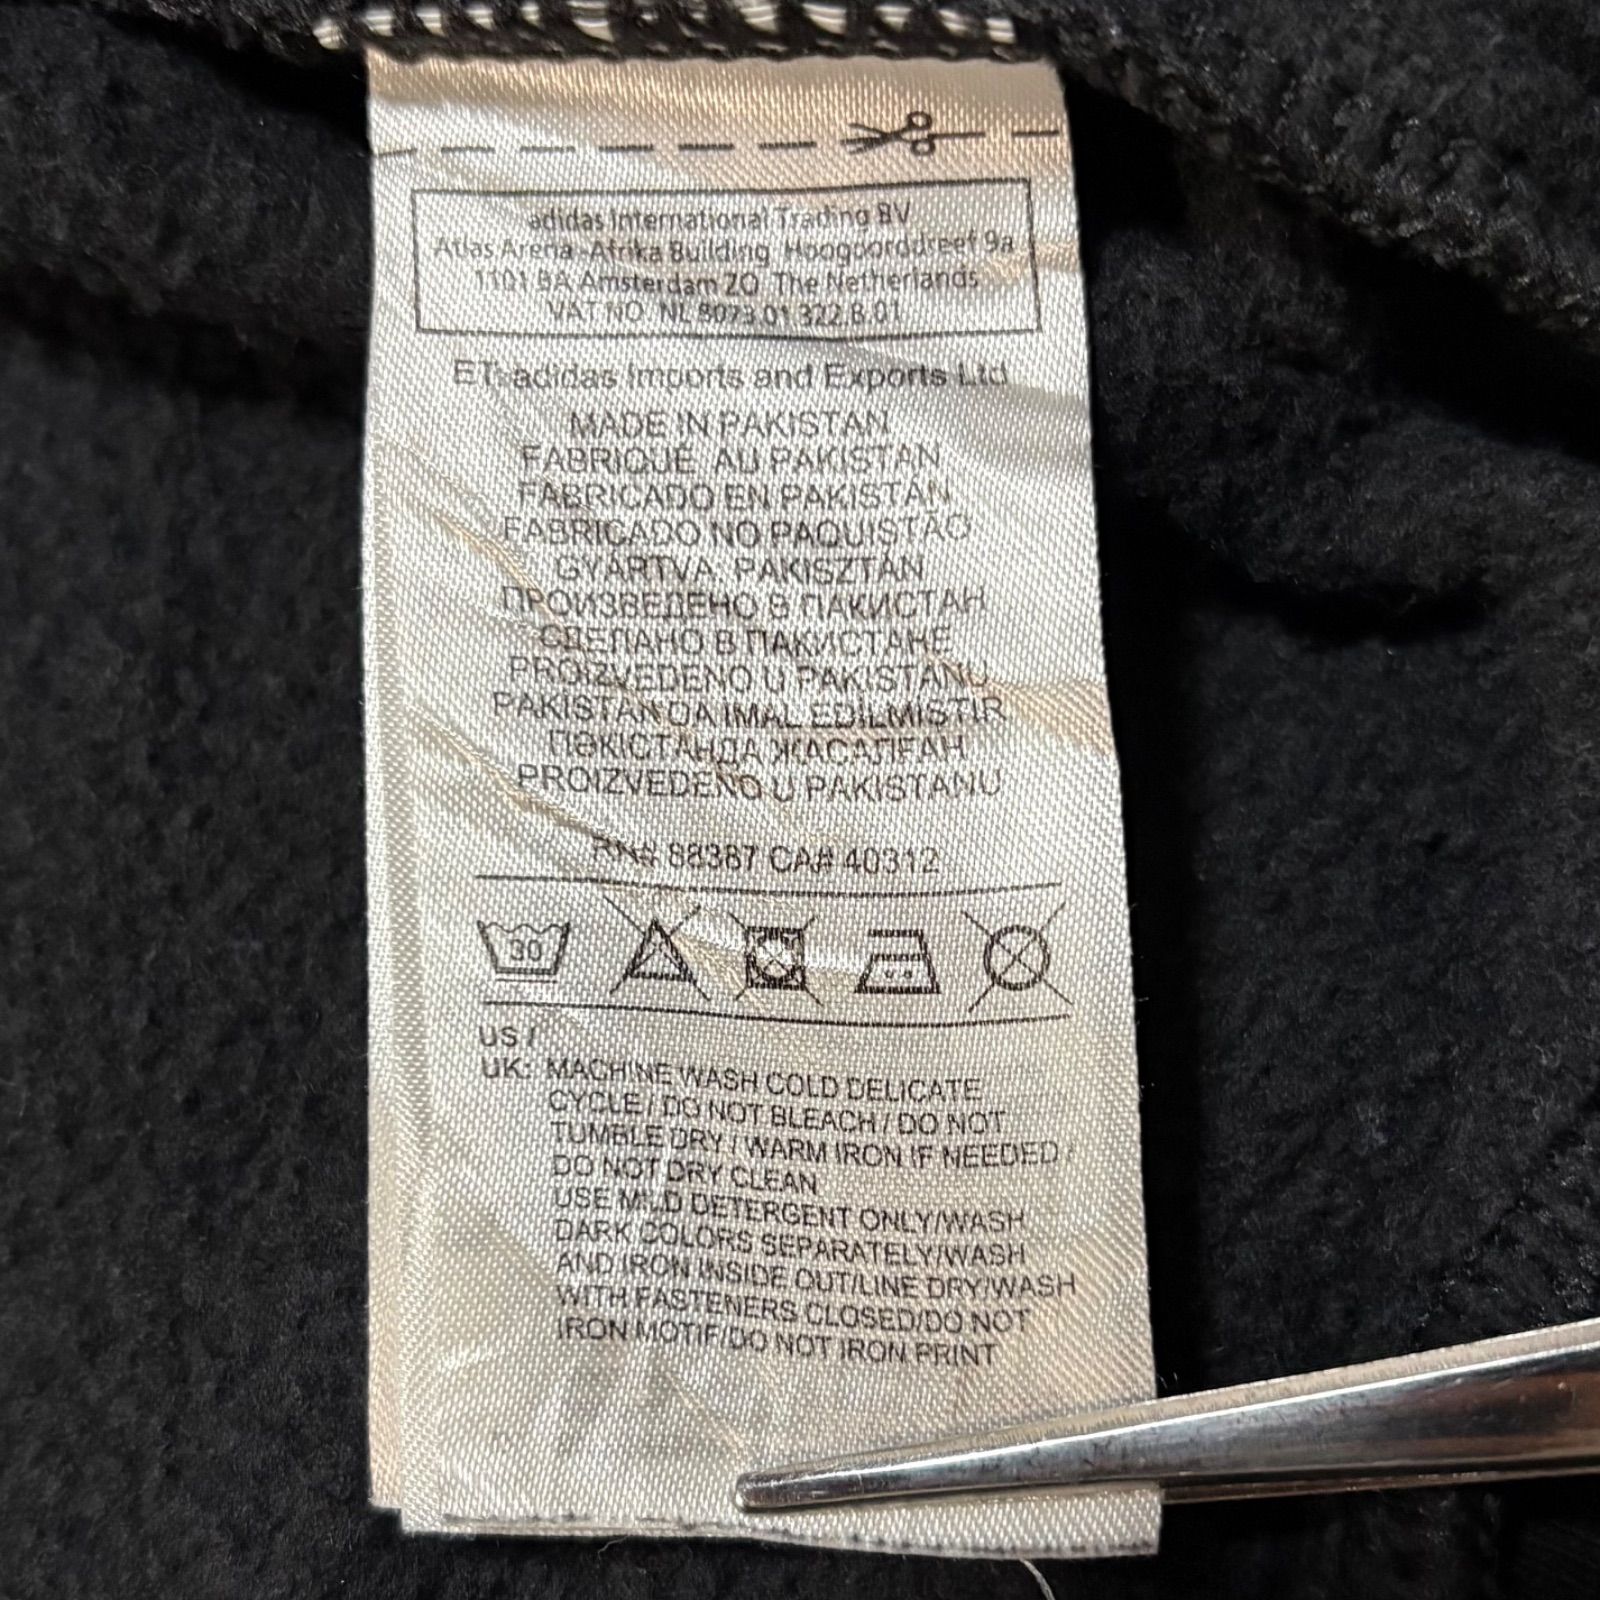 adidas International Trading BV
Atlas Arena-Afrika Building, Hoogoorddreef 9a
1101 BA Amsterdam ZO, The Netherlands
VAT NO. NL 8073.01.322.B.01
ET: adidas Imports and Exports Ltd
MADE IN PAKISTAN
FABRIQUÉ AU PAKISTAN
FABRICADO EN PAKISTÁN
FABRICADO NO PAQUISTÃO
GYÁRTVA: PAKISZTÁN
ПРОИЗВЕДЕНО В ПАКИСТАН
СДЕЛАНО В ПАКИСТАНЕ
PROIZVEDENO U PAKISTANU
PAKISTAN'DA IMAL EDİLMİSTİR
ПӘКІСТАНДА ЖАСАЛҒАН
PROIZVEDENO U PAKISTANU
RN# 88387 CA# 40312
30
US /
UK: MACHINE WASH COLD DELICATE
CYCLE / DO NOT BLEACH / DO NOT
TUMBLE DRY / WARM IRON IF NEEDED /
DO NOT DRY CLEAN
USE MILD DETERGENT ONLY/WASH
DARK COLORS SEPARATELY/WASH
AND IRON INSIDE OUT/LINE DRY/WASH
WITH FASTENERS CLOSED/DO NOT
IRON MOTIF/DO NOT IRON PRINT